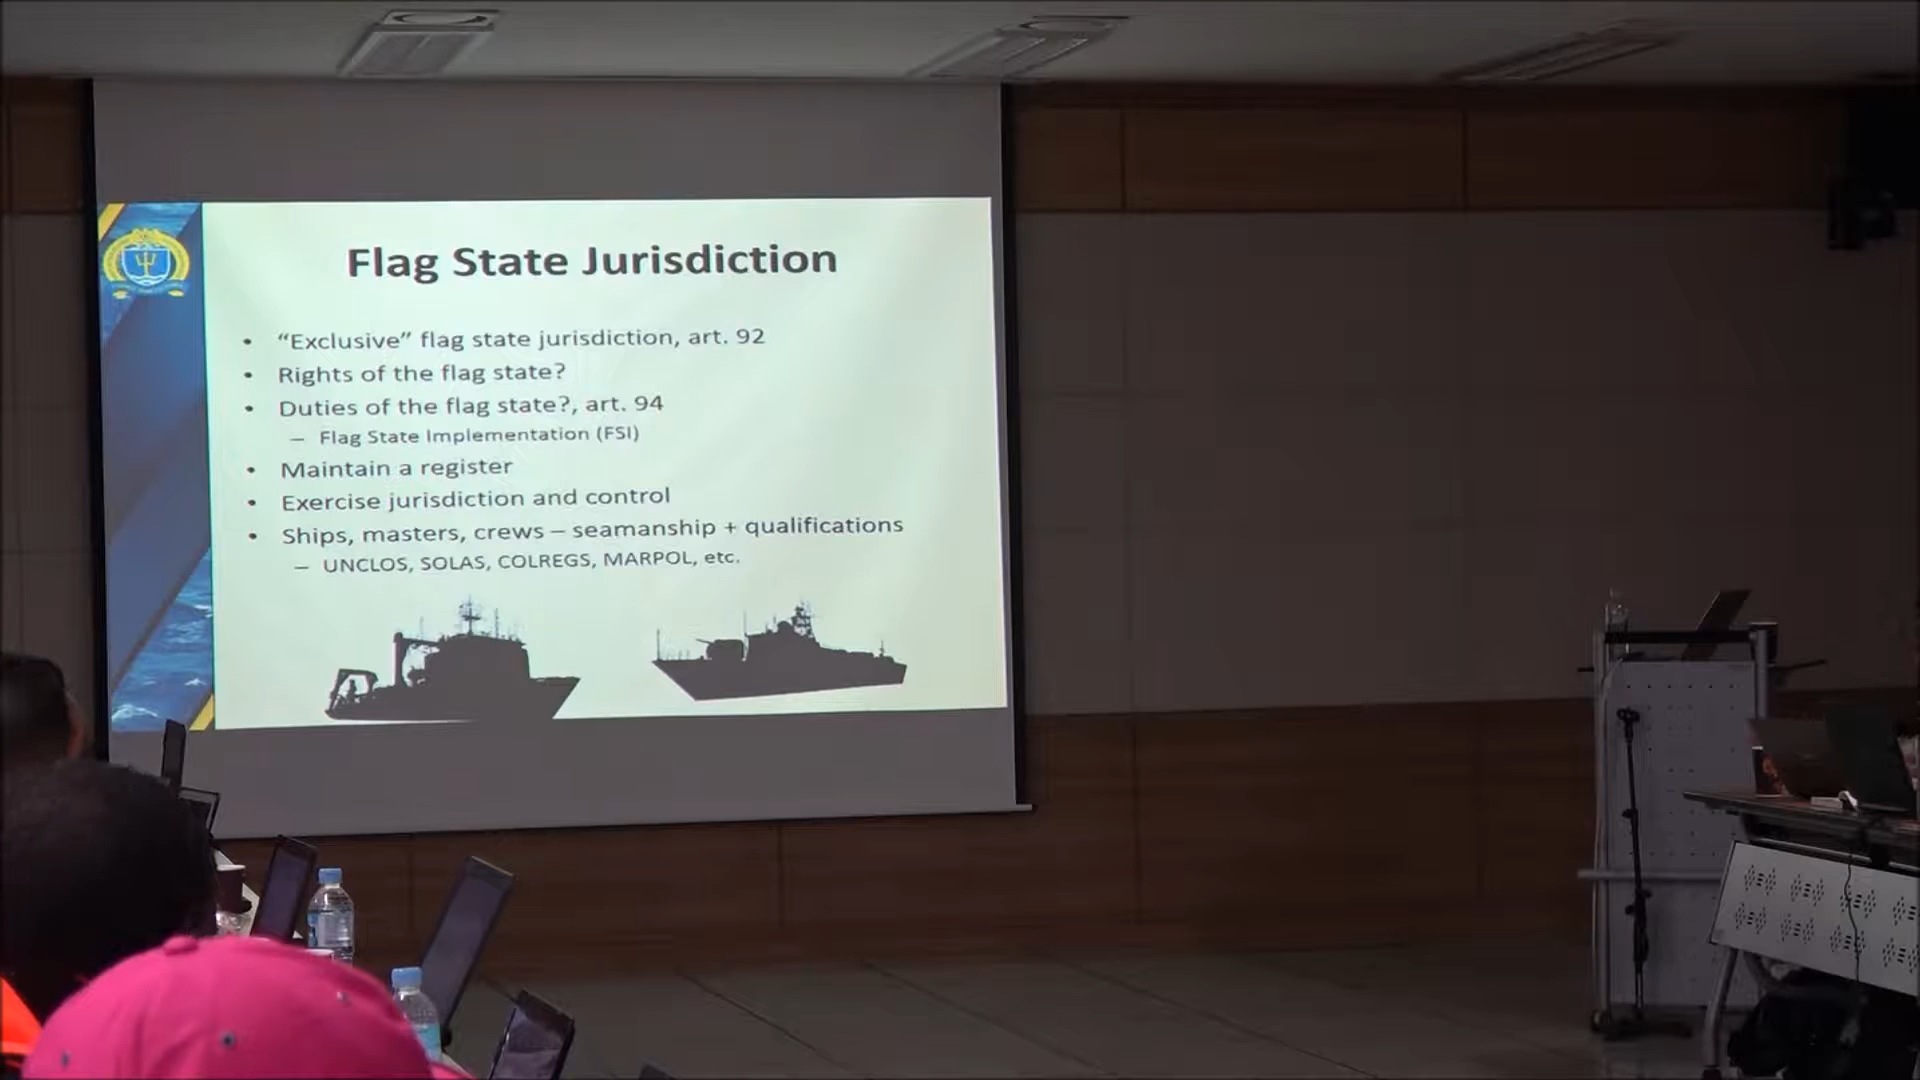 Flag State Jurisdiction
• “Exclusive” flag state jurisdiction, art. 92
• Rights of the flag state?
• Duties of the flag state?, art. 94
– Flag State Implementation (FSI)
• Maintain a register
• Exercise jurisdiction and control
• Ships, masters, crews – seamanship + qualifications
– UNCLOS, SOLAS, COLREGS, MARPOL, etc.